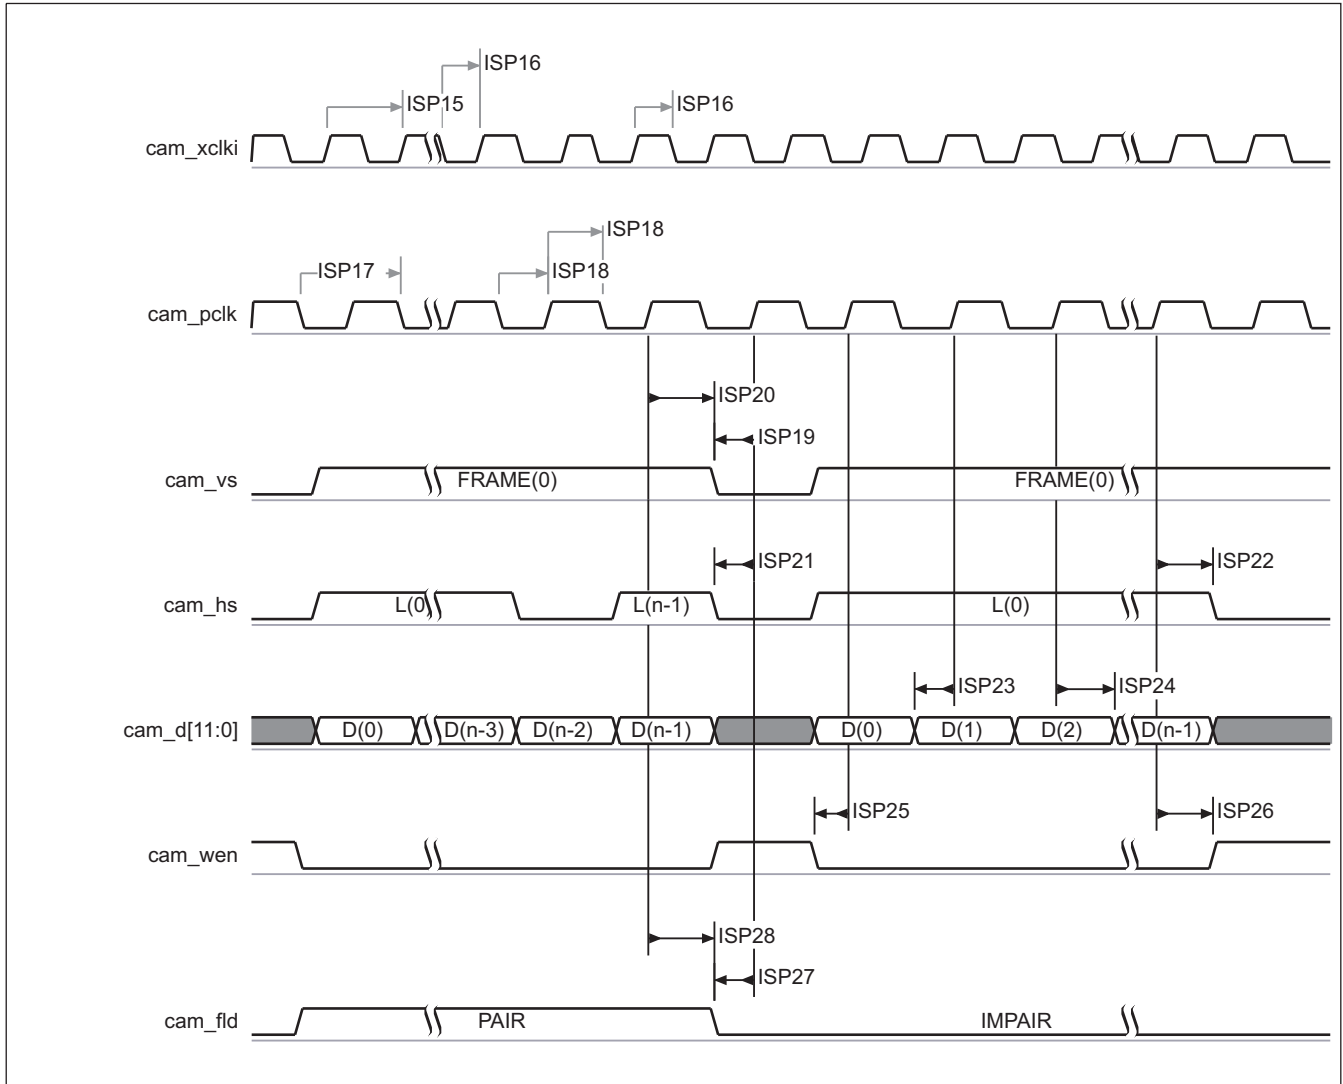 ISP16
ISP15
ISP16
cam_xclki
ISP18
ISP17
ISP18
cam_pclk
ISP20
ISP19
cam_vs
FRAME(0)
FRAME(0)
ISP21
ISP22
cam_hs
L(0)
L(n-1)
L(0)
ISP23
ISP24
cam_d[11:0]
D(0)
D(n-3)
D(n-2)
D(n-1)
D(0)
D(1)
D(2)
D(n-1)
ISP25
ISP26
cam_wen
ISP28
ISP27
cam_fld
PAIR
IMPAIR